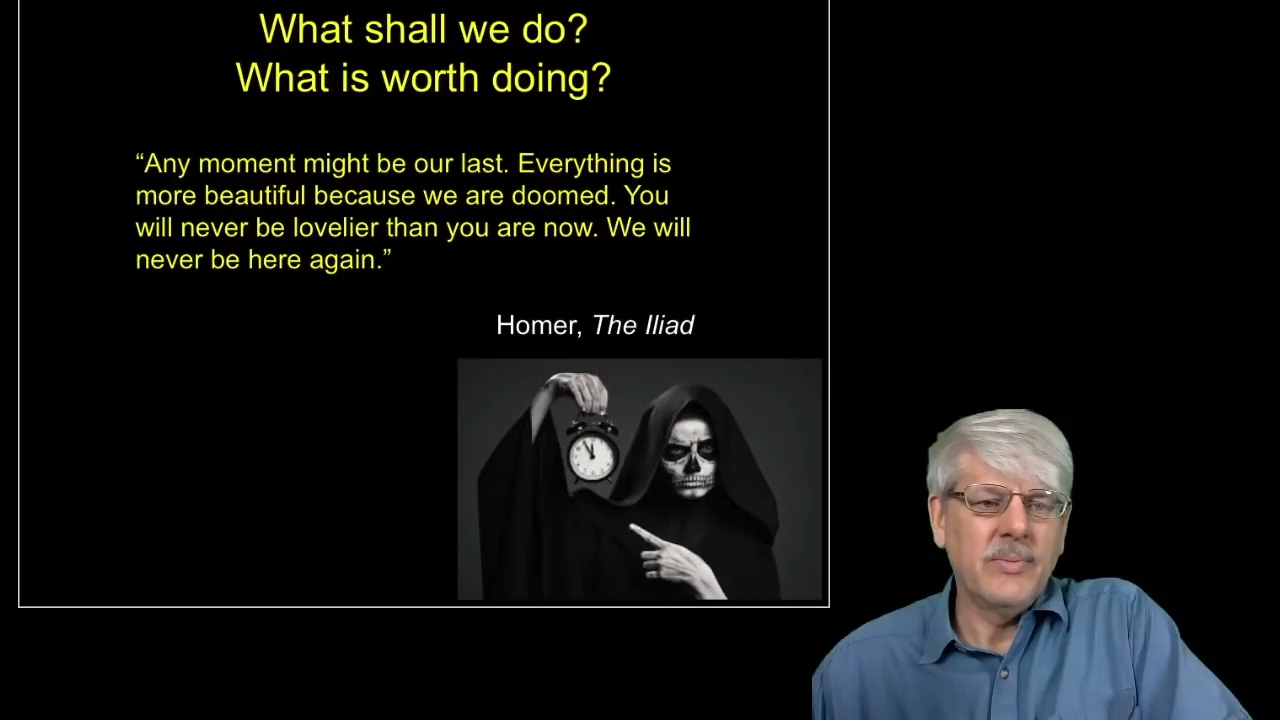 What shall we do?
What is worth doing?
“Any moment might be our last. Everything is
more beautiful because we are doomed. You
will never be lovelier than you are now. We will
never be here again.”
Homer, The Iliad